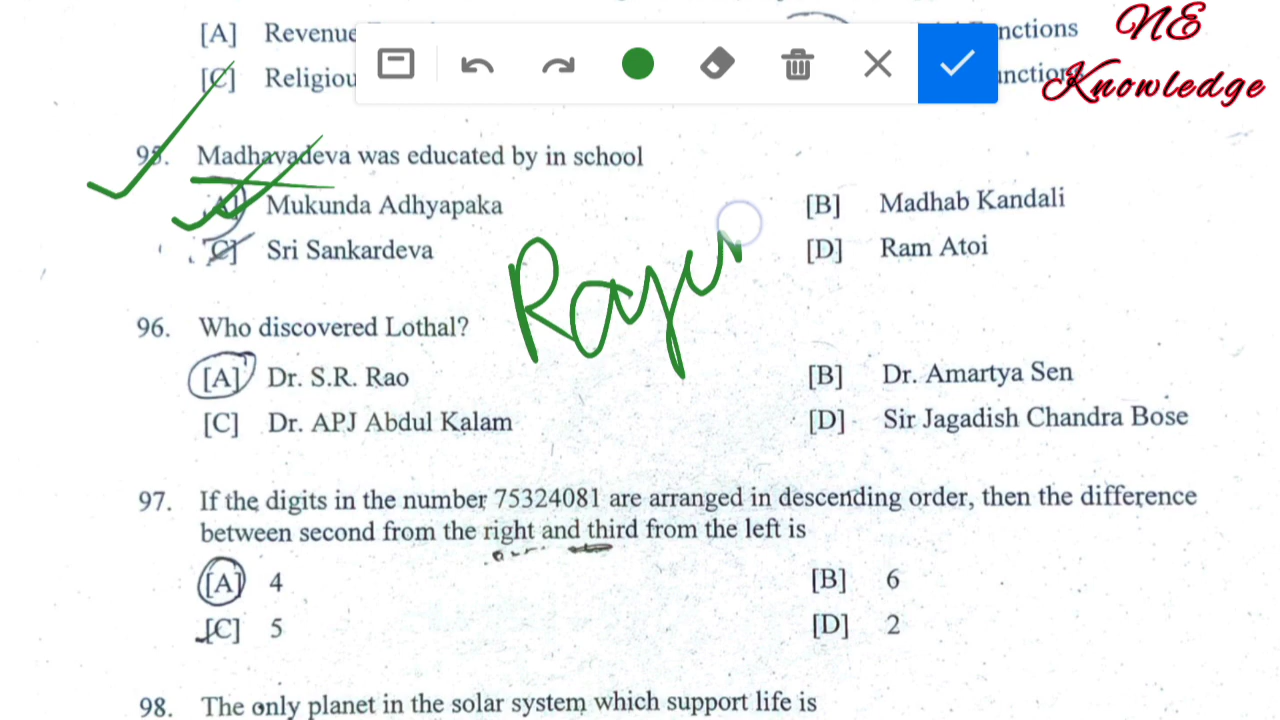 [A] Revenue nctions
[C] Religiou unctions
NE
Knowledge
95. Madhavadeva was educated by in school
[A] Mukunda Adhyapaka [B] Madhab Kandali
[C] Sri Sankardeva [D] Ram Atoi
96. Who discovered Lothal?
[A] Dr. S.R. Rao [B] Dr. Amartya Sen
[C] Dr. APJ Abdul Kalam [D] Sir Jagadish Chandra Bose
97. If the digits in the number 75324081 are arranged in descending order, then the difference
between second from the right and third from the left is
[A] 4 [B] 6
[C] 5 [D] 2
98. The only planet in the solar system which support life is